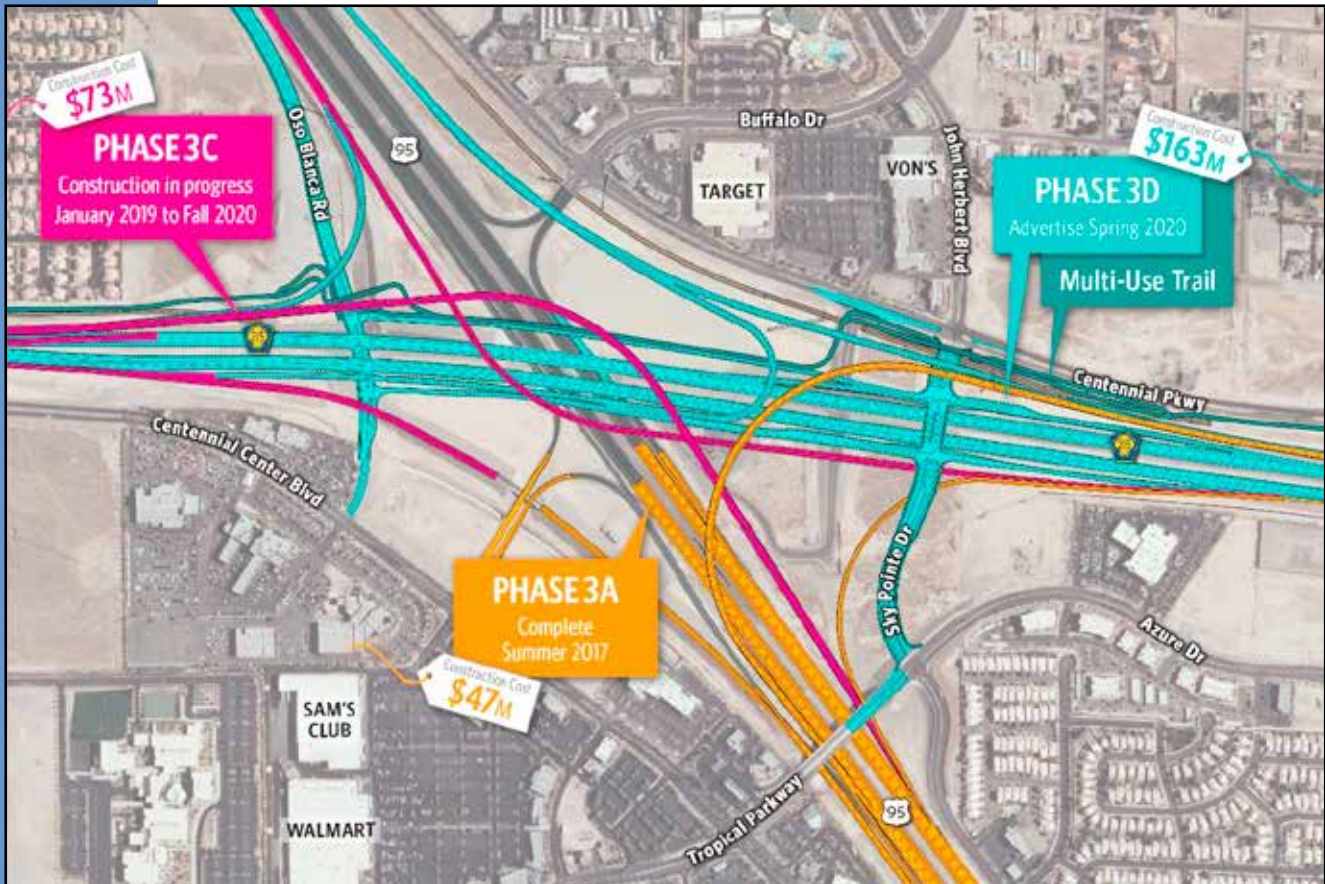 Construction Cost
$73M
PHASE 3C
Construction in progress
January 2019 to Fall 2020
Oso Blanca Rd
95
Buffalo Dr
TARGET
VON'S
John Herbert Blvd
Construction Cost
$163M
PHASE 3D
Advertise Spring 2020
Multi-Use Trail
Centennial Pkwy
Centennial Center Blvd
PHASE 3A
Complete
Summer 2017
Construction Cost
$47M
Sky Pointe Dr
Azure Dr
SAM'S
CLUB
WALMART
Tropical Parkway
95